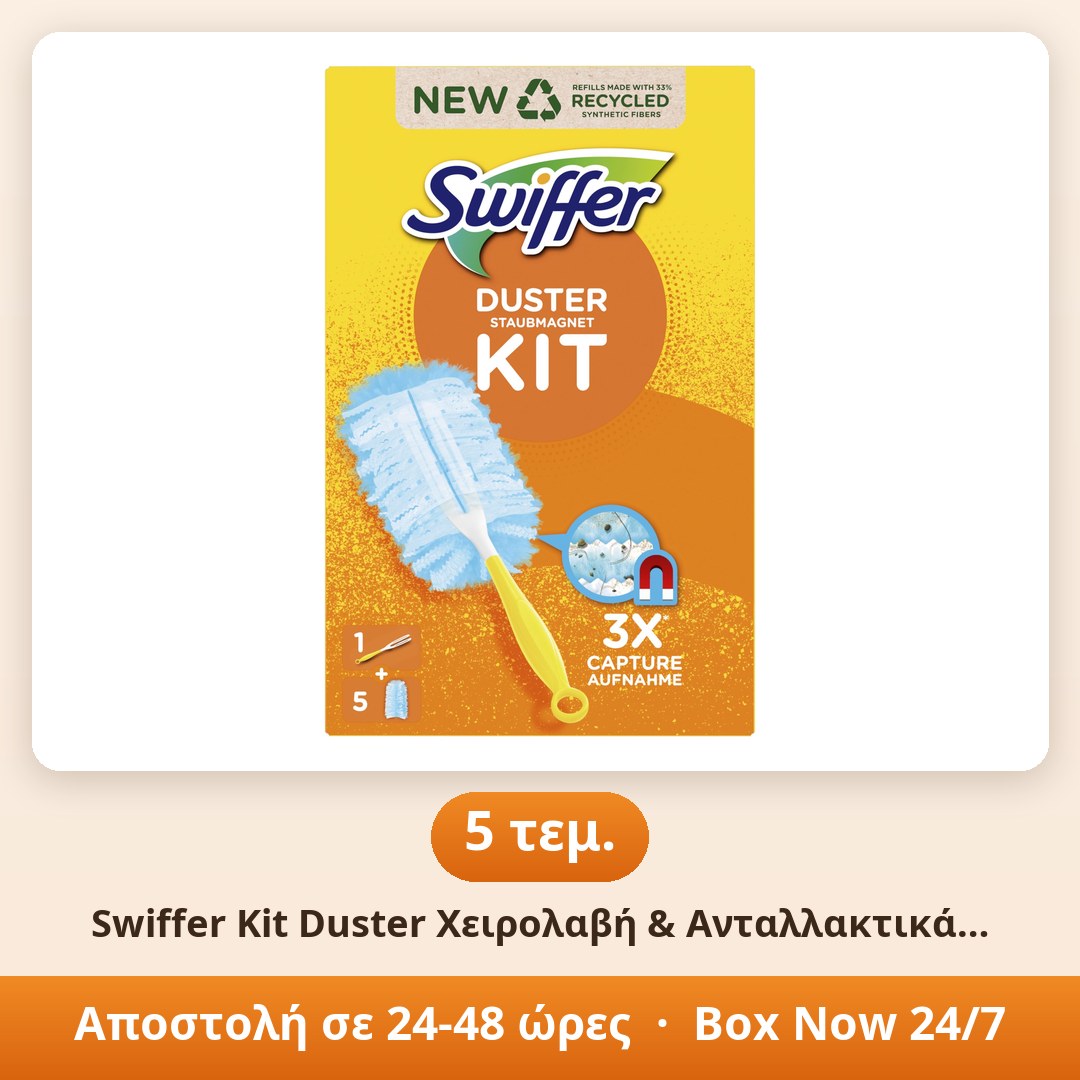 NEW
REFILLS MADE WITH 33%
RECYCLED
SYNTHETIC FIBERS
Swiffer
DUSTER
STAUBMAGNET
KIT
3X
CAPTURE
AUFNAHME
1
+
5
5 τεμ.
Swiffer Kit Duster Χειρολαβή & Ανταλλακτικά...
Αποστολή σε 24-48 ώρες · Box Now 24/7